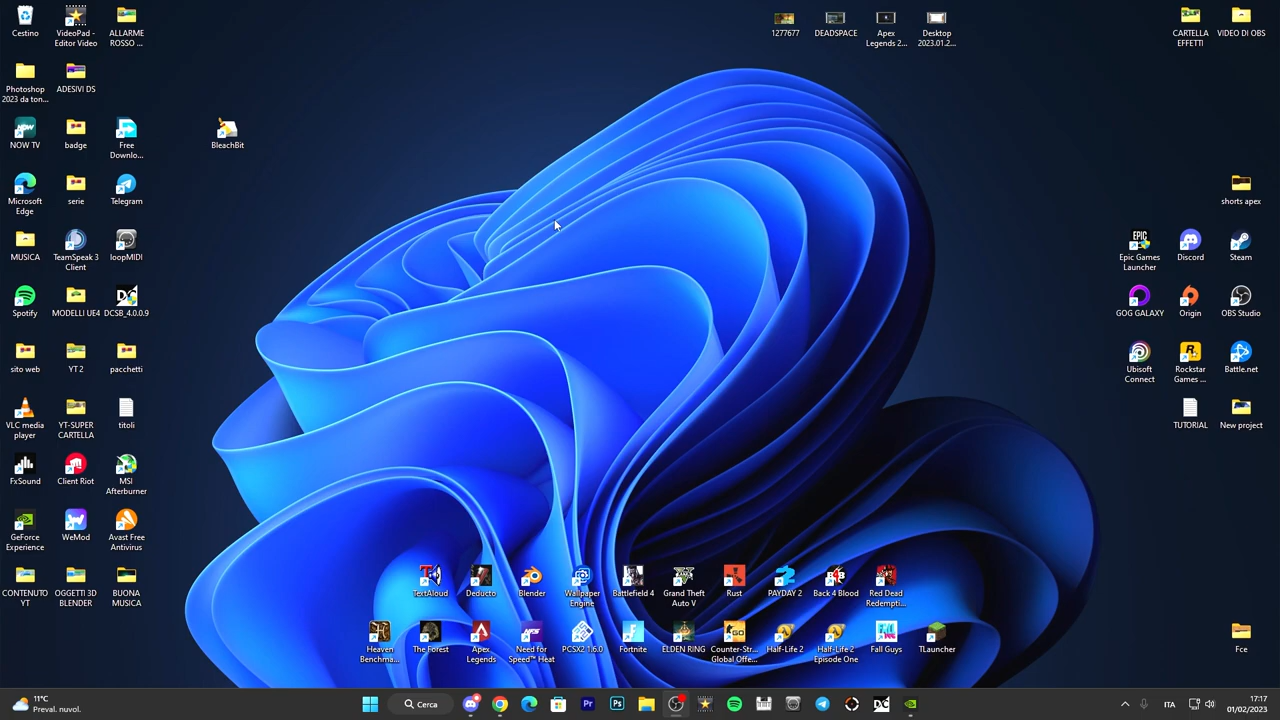 Cestino
VideoPad -
Editor Video
ALLARME
ROSSO ...
1277677
DEADSPACE
Apex
Legends 2...
Desktop
2023.01.2...
CARTELLA
EFFETTI
VIDEO DI OBS
Photoshop
2023 da ton...
ADESIVI DS
NOW TV
badge
Free
Downlo...
BleachBit
Microsoft
Edge
serie
Telegram
shorts apex
MUSICA
TeamSpeak 3
Client
loopMIDI
Epic Games
Launcher
Discord
Steam
Spotify
MODELLI UE4
DCSB_4.0.0.9
GOG GALAXY
Origin
OBS Studio
sito web
YT 2
pacchetti
Ubisoft
Connect
Rockstar
Games ...
Battle.net
VLC media
player
YT-SUPER
CARTELLA
titoli
TUTORIAL
New project
FxSound
Client Riot
MSI
Afterburner
GeForce
Experience
WeMod
Avast Free
Antivirus
CONTENUTO
YT
OGGETTI 3D
BLENDER
BUONA
MUSICA
TextAloud
Deducto
Blender
Wallpaper
Engine
Battlefield 4
Grand Theft
Auto V
Rust
PAYDAY 2
Back 4 Blood
Red Dead
Redempti...
Heaven
Benchma...
The Forest
Apex
Legends
Need for
Speed™ Heat
PCSX2 1.6.0
Fortnite
ELDEN RING
Counter-Str...
Global Offe...
Half-Life 2
Half-Life 2
Episode One
Fall Guys
TLauncher
Fce
11°C
Preval. nuvol.
Cerca
ITA
17:17
01/02/2023